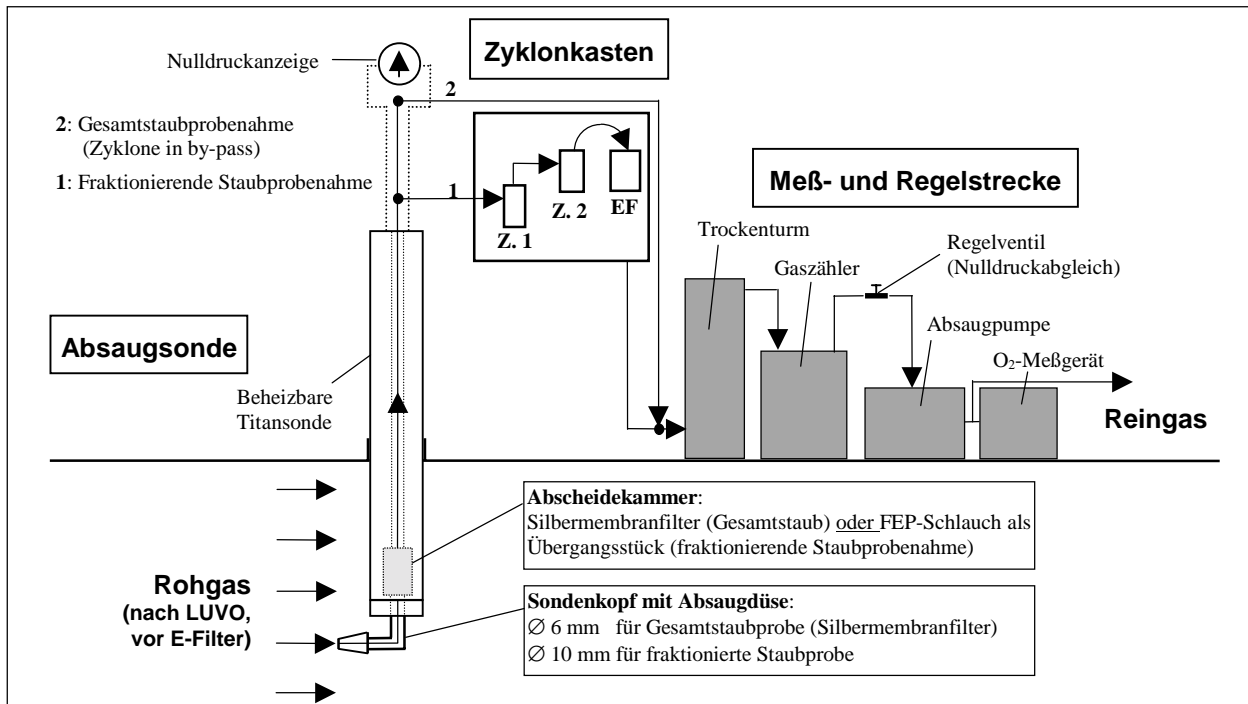 Zyklonkasten
Nulldruckanzeige
2
2: Gesamtstaubprobenahme
(Zyklone in by-pass)
1: Fraktionierende Staubprobenahme
1
Z. 1
Z. 2
EF
Meß- und Regelstrecke
Trockenturm
Gaszähler
Regelventil
(Nulldruckabgleich)
Absaugpumpe
O₂-Meßgerät
Reingas
Absaugsonde
Beheizbare
Titansonde
Abscheidekammer:
Silbermembranfilter (Gesamtstaub) oder FEP-Schlauch als
Übergangsstück (fraktionierende Staubprobenahme)
Rohgas
(nach LUVO,
vor E-Filter)
Sondenkopf mit Absaugdüse:
∅ 6 mm für Gesamtstaubprobe (Silbermembranfilter)
∅ 10 mm für fraktionierte Staubprobe